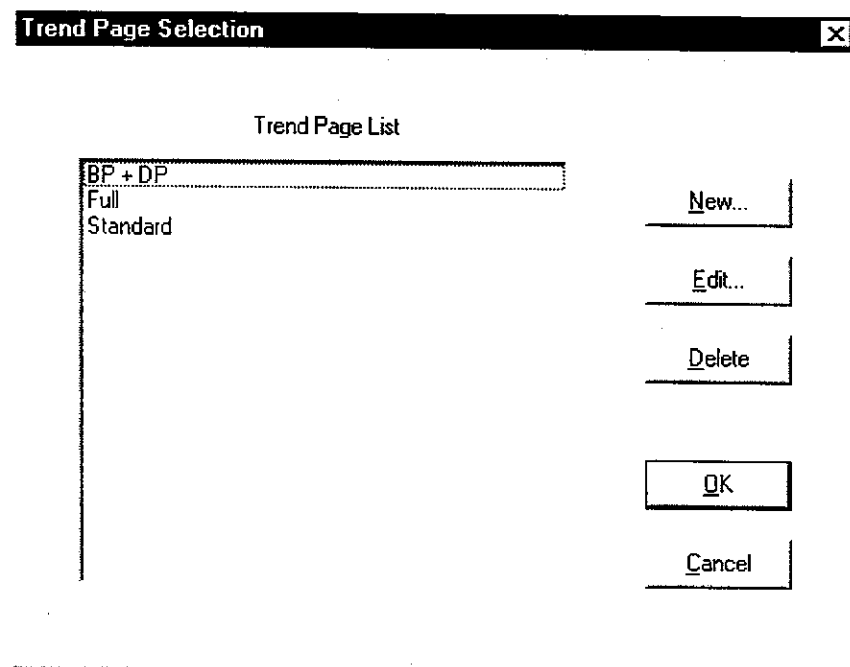 Trend Page Selection
Trend Page List
BP + DP
Full
Standard
New...
Edit...
Delete
OK
Cancel